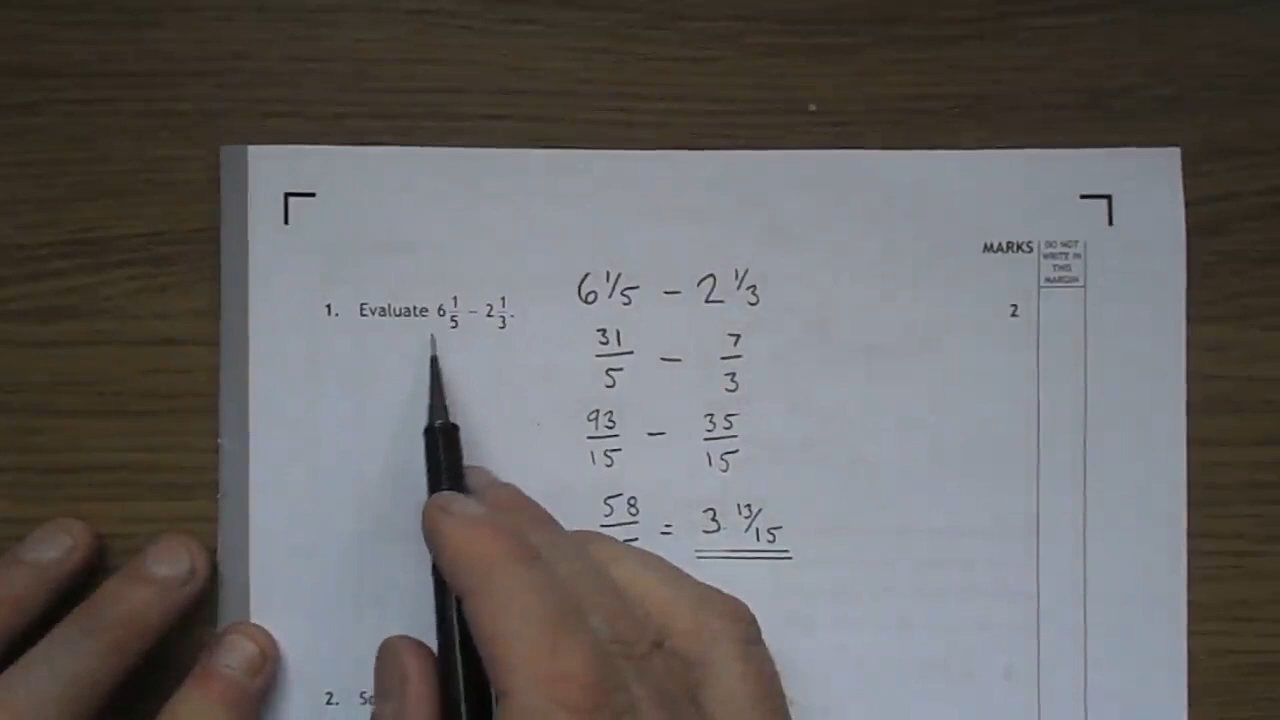 MARKS
DO NOT
WRITE IN
THIS
MARGIN
1. Evaluate 6 1/5 − 2 1/3.
2
6 1/5 − 2 1/3
31/5 − 7/3
93/15 − 35/15
58 = 3 13/15
2.